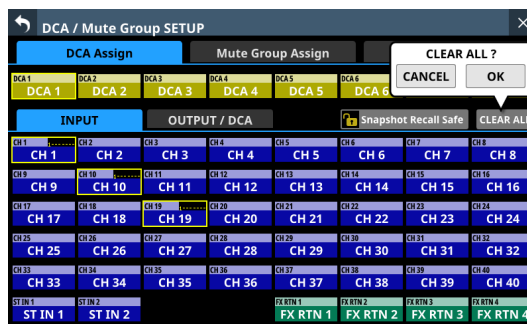 DCA / Mute Group SETUP
DCA Assign Mute Group Assign
CLEAR ALL ?
CANCEL OK
DCA 1 DCA 2 DCA 3 DCA 4 DCA 5 DCA 6
DCA 1 DCA 2 DCA 3 DCA 4 DCA 5 DCA 6
INPUT OUTPUT / DCA Snapshot Recall Safe CLEAR ALL
CH 1 1 CH 2 CH 3 CH 4 CH 5 CH 6 CH 7 CH 8
CH 1 CH 2 CH 3 CH 4 CH 5 CH 6 CH 7 CH 8
CH 9 CH 10 1 CH 11 CH 12 CH 13 CH 14 CH 15 CH 16
CH 9 CH 10 CH 11 CH 12 CH 13 CH 14 CH 15 CH 16
CH 17 CH 18 CH 19 1 CH 20 CH 21 CH 22 CH 23 CH 24
CH 17 CH 18 CH 19 CH 20 CH 21 CH 22 CH 23 CH 24
CH 25 CH 26 CH 27 CH 28 CH 29 CH 30 CH 31 CH 32
CH 25 CH 26 CH 27 CH 28 CH 29 CH 30 CH 31 CH 32
CH 33 CH 34 CH 35 CH 36 CH 37 CH 38 CH 39 CH 40
CH 33 CH 34 CH 35 CH 36 CH 37 CH 38 CH 39 CH 40
ST IN 1 ST IN 2 FX RTN 1 FX RTN 2 FX RTN 3 FX RTN 4
ST IN 1 ST IN 2 FX RTN 1 FX RTN 2 FX RTN 3 FX RTN 4